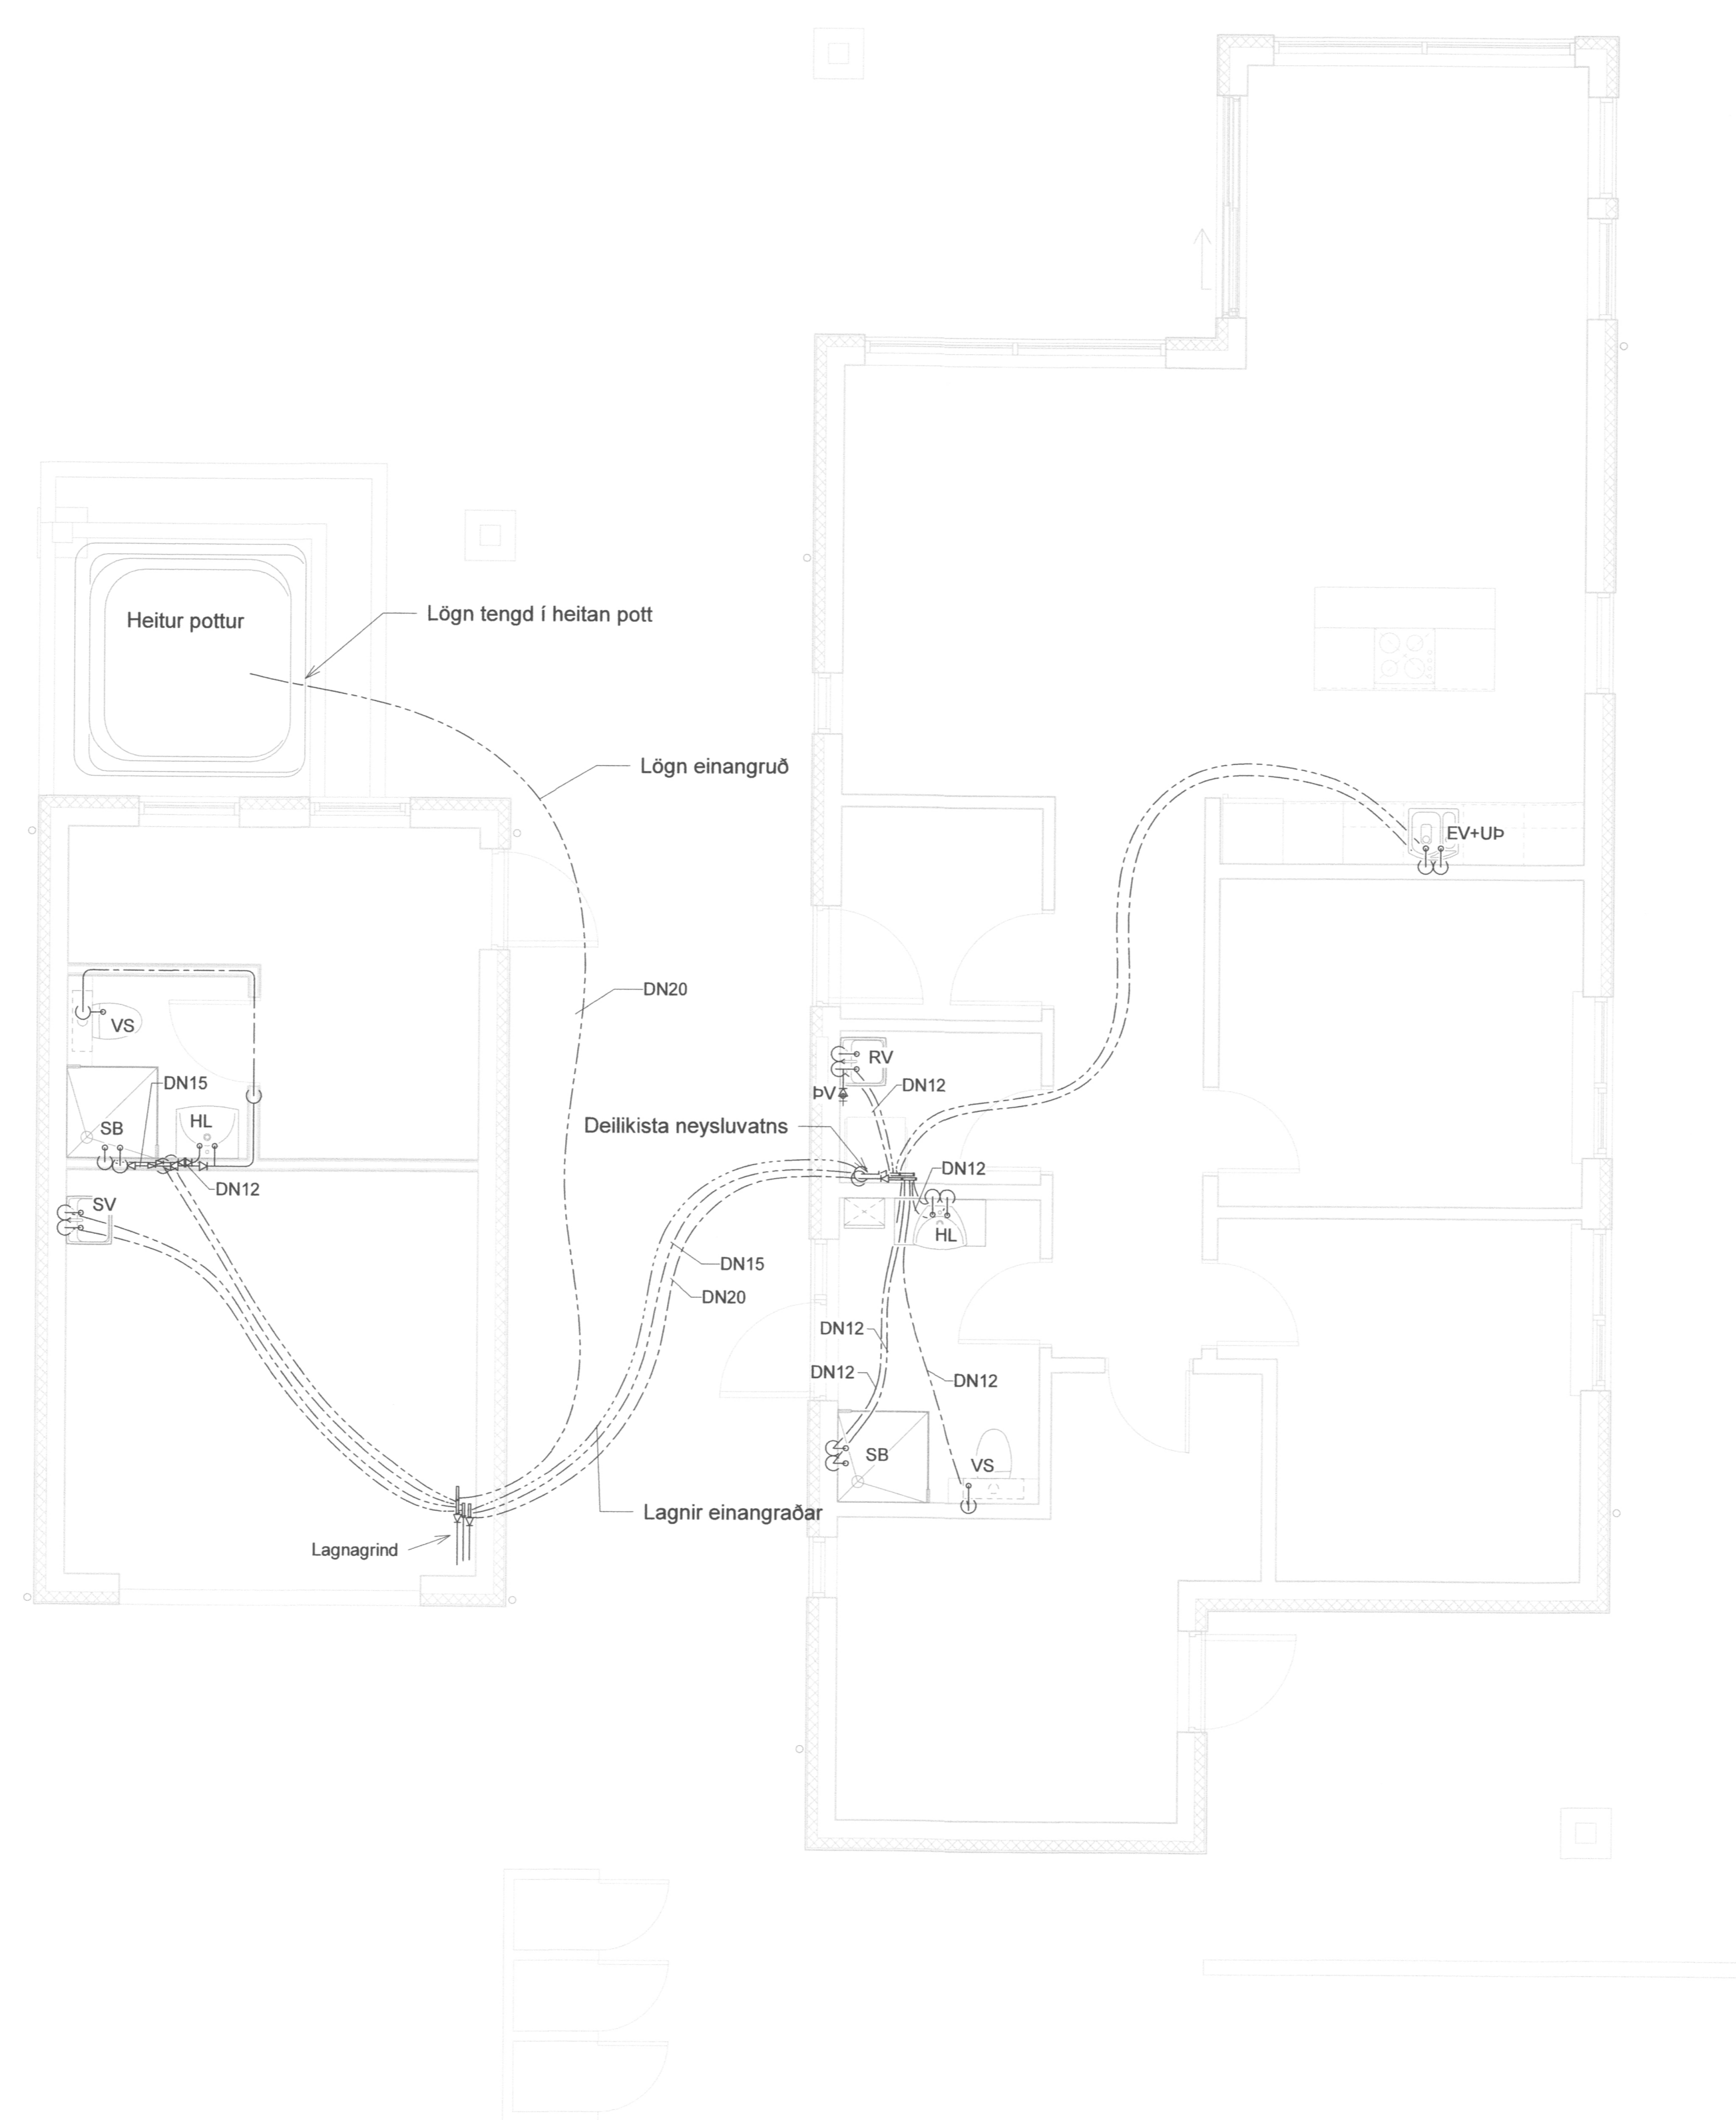 Heitur pottur
Lögn tengd í heitan pott
Lögn einangruð
EV+UÞ
DN20
VS
RV
DN15
DN12
ÞV
HL
SB
Deilikista neysluvatns
DN12
DN12
SV
HL
DN15
DN20
DN12
DN12
DN12
SB
VS
Lagnir einangraðar
Lagnagrind